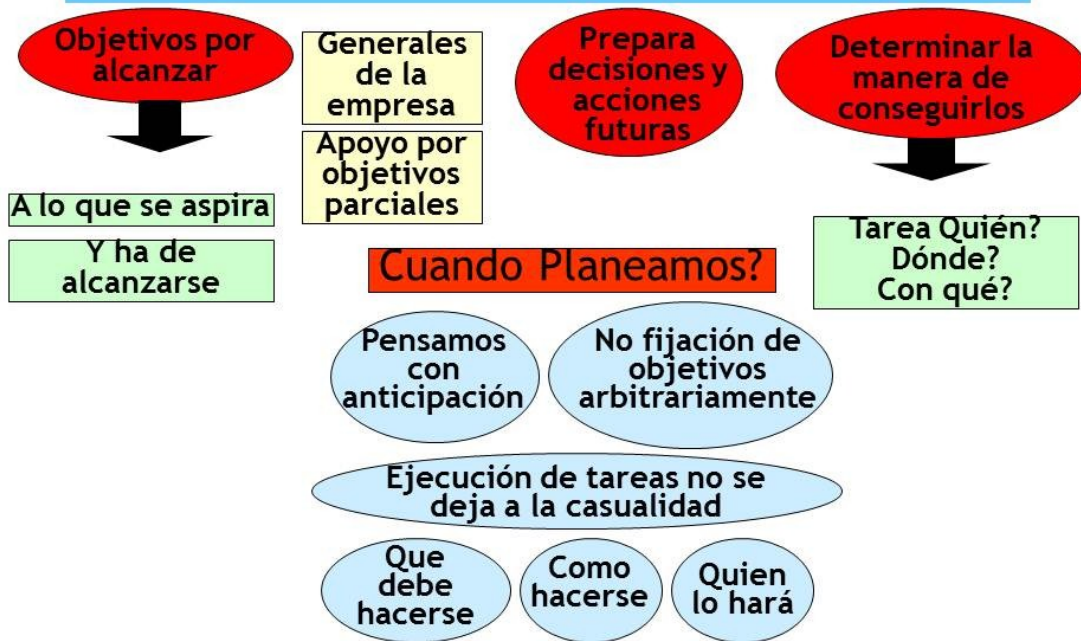 Objetivos por
alcanzar
Generales
de la
empresa
Apoyo por
objetivos
parciales
Prepara
decisiones y
acciones
futuras
Determinar la
manera de
conseguirlos
A lo que se aspira
Y ha de
alcanzarse
Tarea Quién?
Dónde?
Con qué?
Cuando Planeamos?
Pensamos
con
anticipación
No fijación de
objetivos
arbitrariamente
Ejecución de tareas no se
deja a la casualidad
Que
debe
hacerse
Como
hacerse
Quien
lo hará